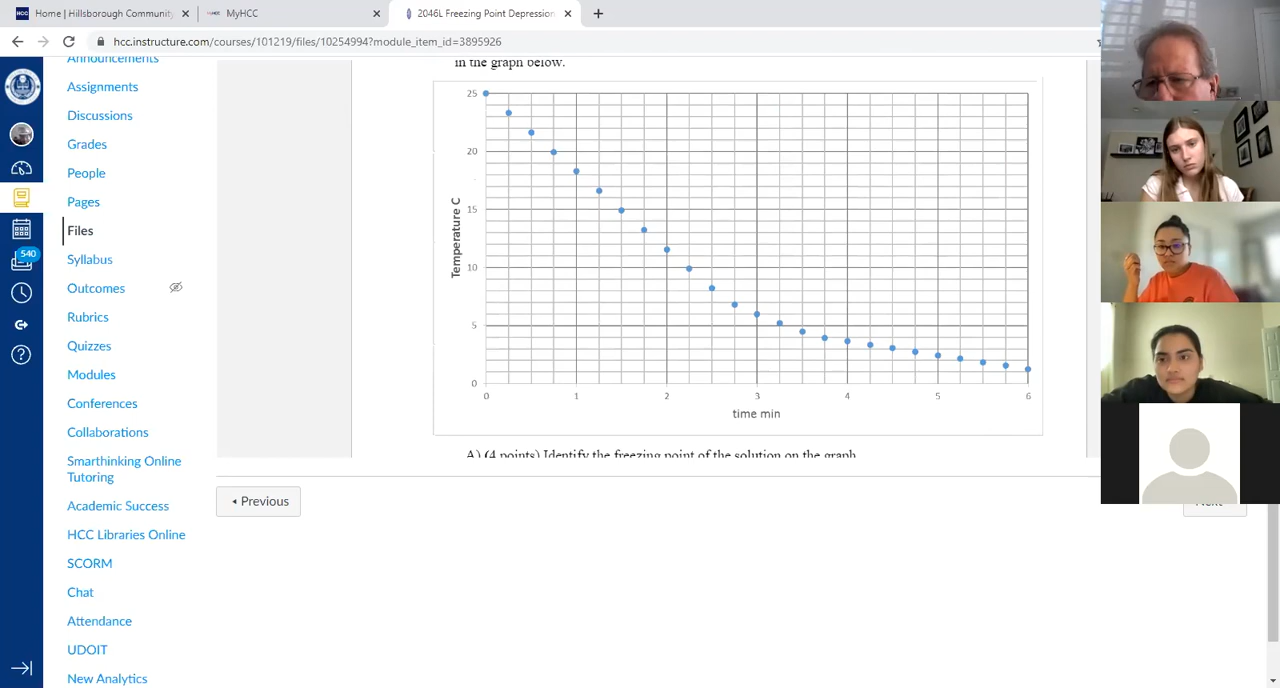 HCC
Home | Hillsborough Community
MyHCC
2046L Freezing Point Depression
hcc.instructure.com/courses/101219/files/10254994?module_item_id=3895926
Announcements
Assignments
Discussions
Grades
People
Pages
Files
Syllabus
Outcomes
Rubrics
Quizzes
Modules
Conferences
Collaborations
Smarthinking Online
Tutoring
Academic Success
HCC Libraries Online
SCORM
Chat
Attendance
UDOIT
New Analytics
540
in the graph below.
25
20
15
10
5
0
Temperature C
0 1 2 3 4 5 6
time min
A) (4 points) Identify the freezing point of the solution on the graph
Previous
Next